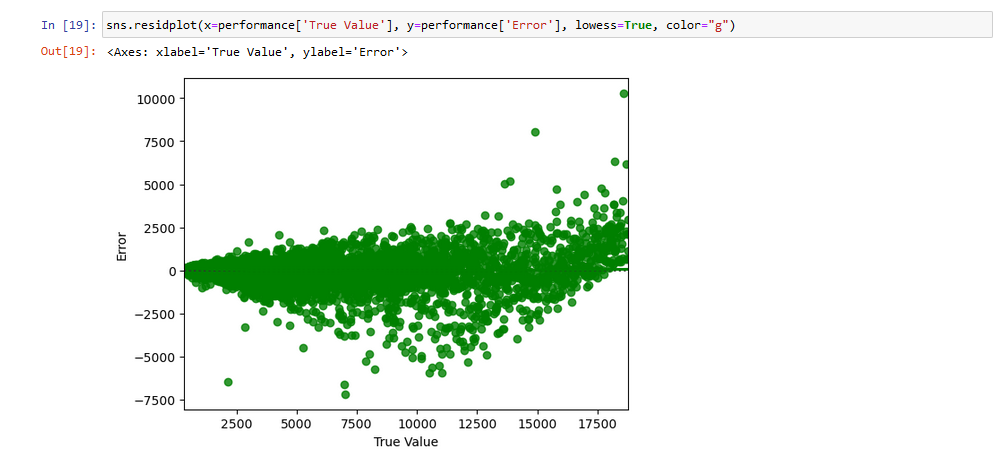 In [19]: sns.residplot(x=performance['True Value'], y=performance['Error'], lowess=True, color="g")
Out[19]: <Axes: xlabel='True Value', ylabel='Error'>
10000
7500
5000
2500
Error
0
−2500
−5000
−7500
2500 5000 7500 10000 12500 15000 17500
True Value